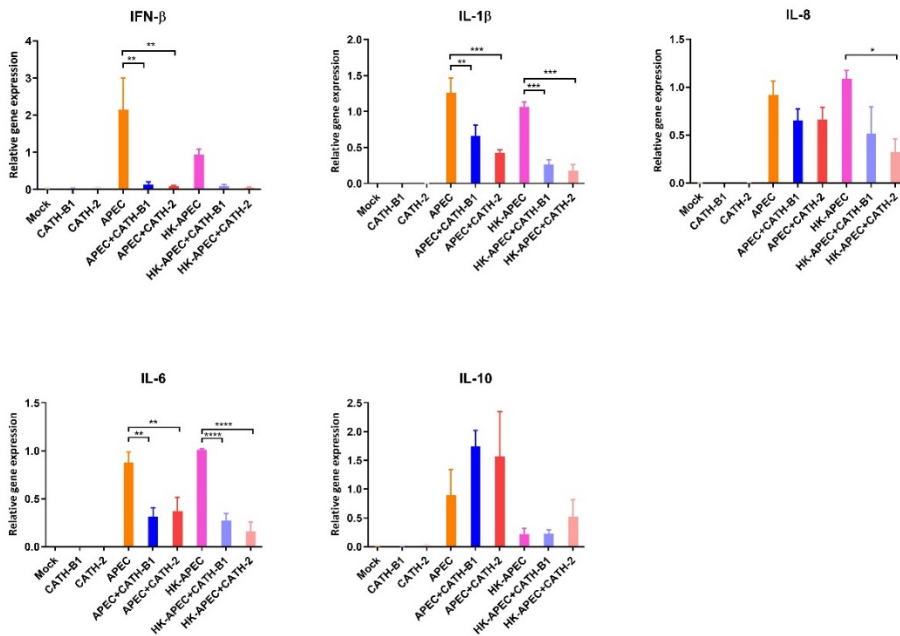 IFN-β
Relative gene expression
4
3
2
1
0
**
**
Mock
CATH-B1
CATH-2
APEC
APEC+CATH-B1
APEC+CATH-2
HK-APEC
HK-APEC+CATH-B1
HK-APEC+CATH-2
IL-1β
Relative gene expression
2.0
1.5
1.0
0.5
0.0
***
**
***
***
Mock
CATH-B1
CATH-2
APEC
APEC+CATH-B1
APEC+CATH-2
HK-APEC
HK-APEC+CATH-B1
HK-APEC+CATH-2
IL-8
Relative gene expression
1.5
1.0
0.5
0.0
*
Mock
CATH-B1
CATH-2
APEC
APEC+CATH-B1
APEC+CATH-2
HK-APEC
HK-APEC+CATH-B1
HK-APEC+CATH-2
IL-6
Relative gene expression
1.5
1.0
0.5
0.0
**
**
****
****
Mock
CATH-B1
CATH-2
APEC
APEC+CATH-B1
APEC+CATH-2
HK-APEC
HK-APEC+CATH-B1
HK-APEC+CATH-2
IL-10
Relative gene expression
2.5
2.0
1.5
1.0
0.5
0.0
Mock
CATH-B1
CATH-2
APEC
APEC+CATH-B1
APEC+CATH-2
HK-APEC
HK-APEC+CATH-B1
HK-APEC+CATH-2